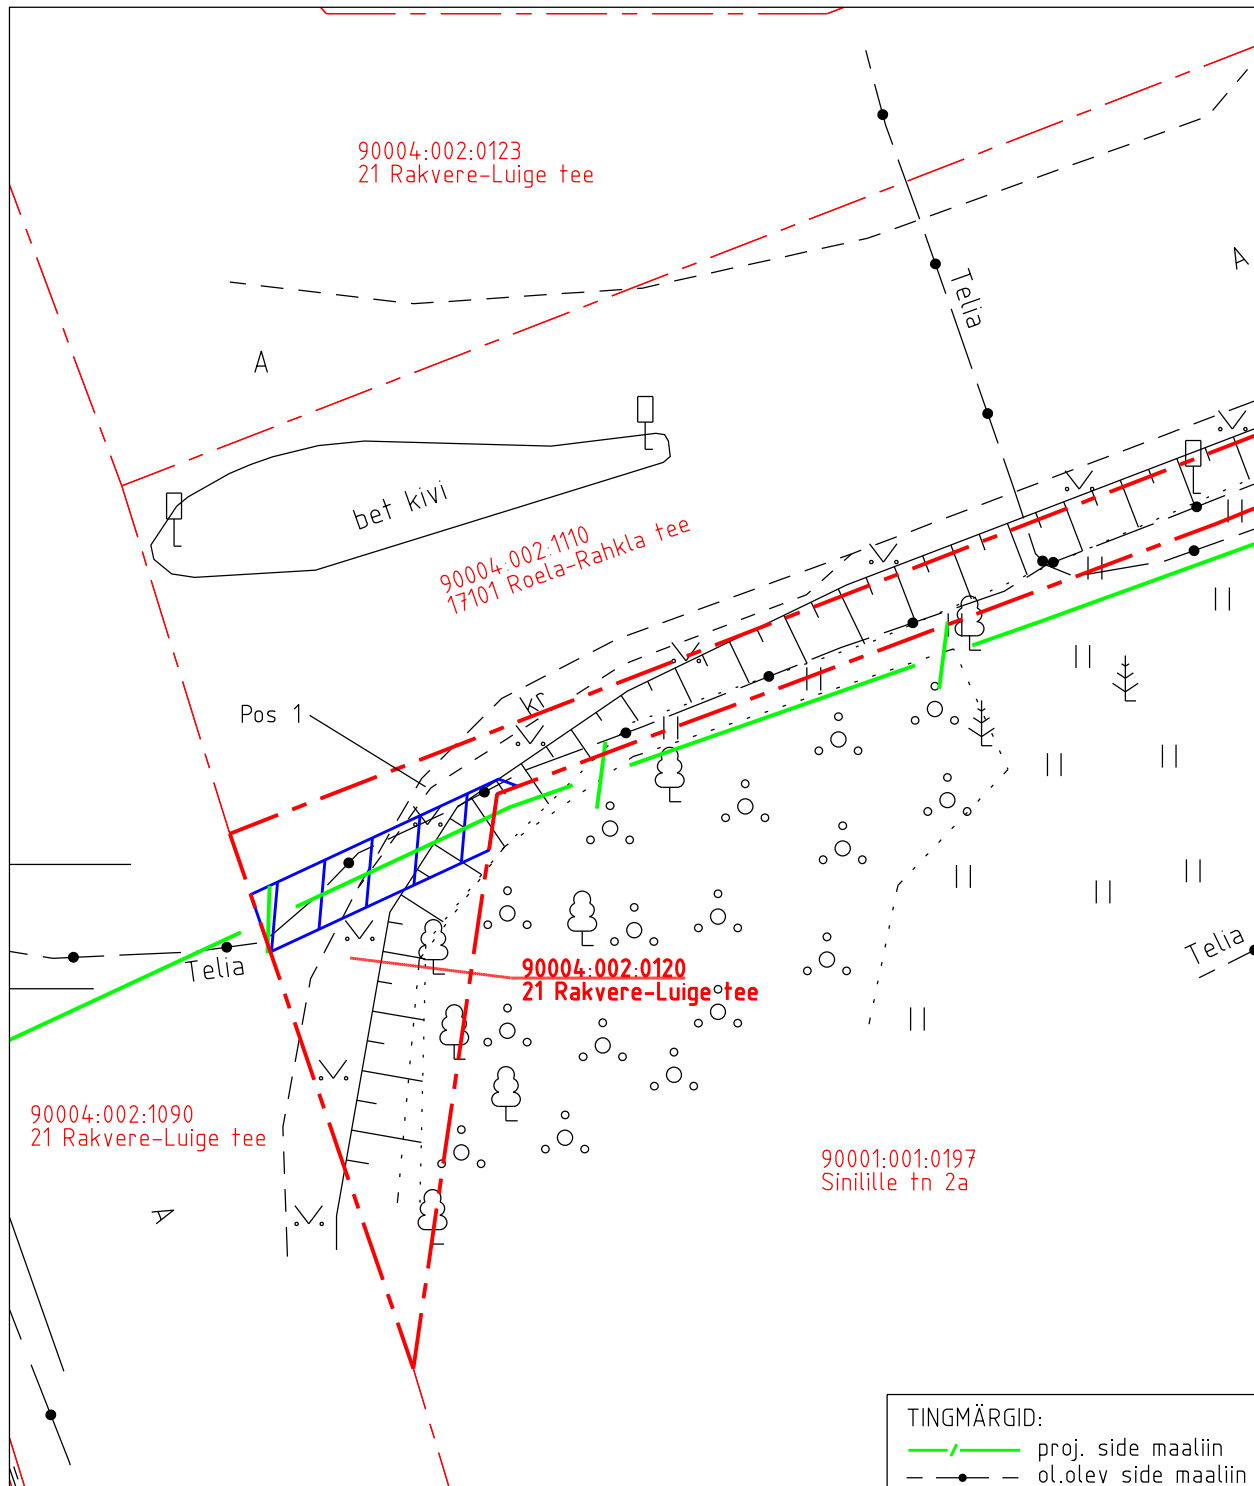 90004:002:0123
21 Rakvere-Luige tee
Telia
A
A
bet kivi
90004:002:1110
17101 Roela-Rahkla tee
kr
Pos 1
Telia
Telia
90004:002:0120
21 Rakvere-Luige tee
90004:002:1090
21 Rakvere-Luige tee
90001:001:0197
Sinilille tn 2a
A
TINGMÄRGID:
proj. side maaliin
ol.olev side maaliin